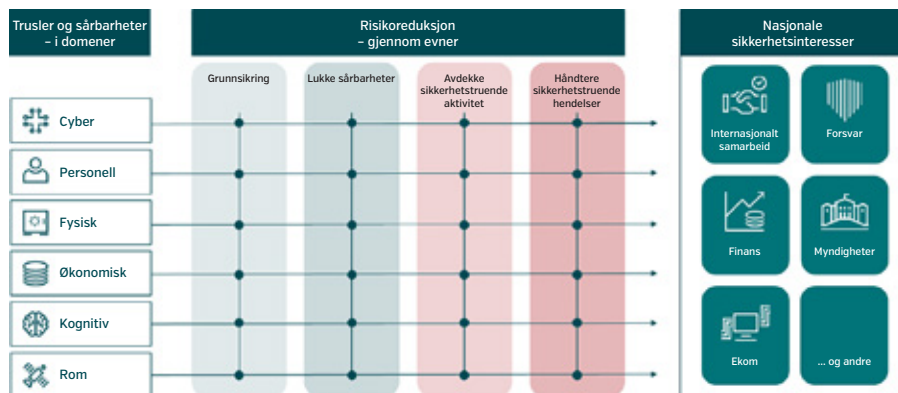 Trusler og sårbarheter
– i domener
Risikoreduksjon
– gjennom evner
Nasjonale
sikkerhetsinteresser
Grunnsikring
Lukke sårbarheter
Avdekke
sikkerhetstruende
aktivitet
Håndtere
sikkerhetstruende
hendelser
Cyber
Personell
Fysisk
Økonomisk
Kognitiv
Rom
Internasjonalt
samarbeid
Forsvar
Finans
Myndigheter
Ekom
... og andre